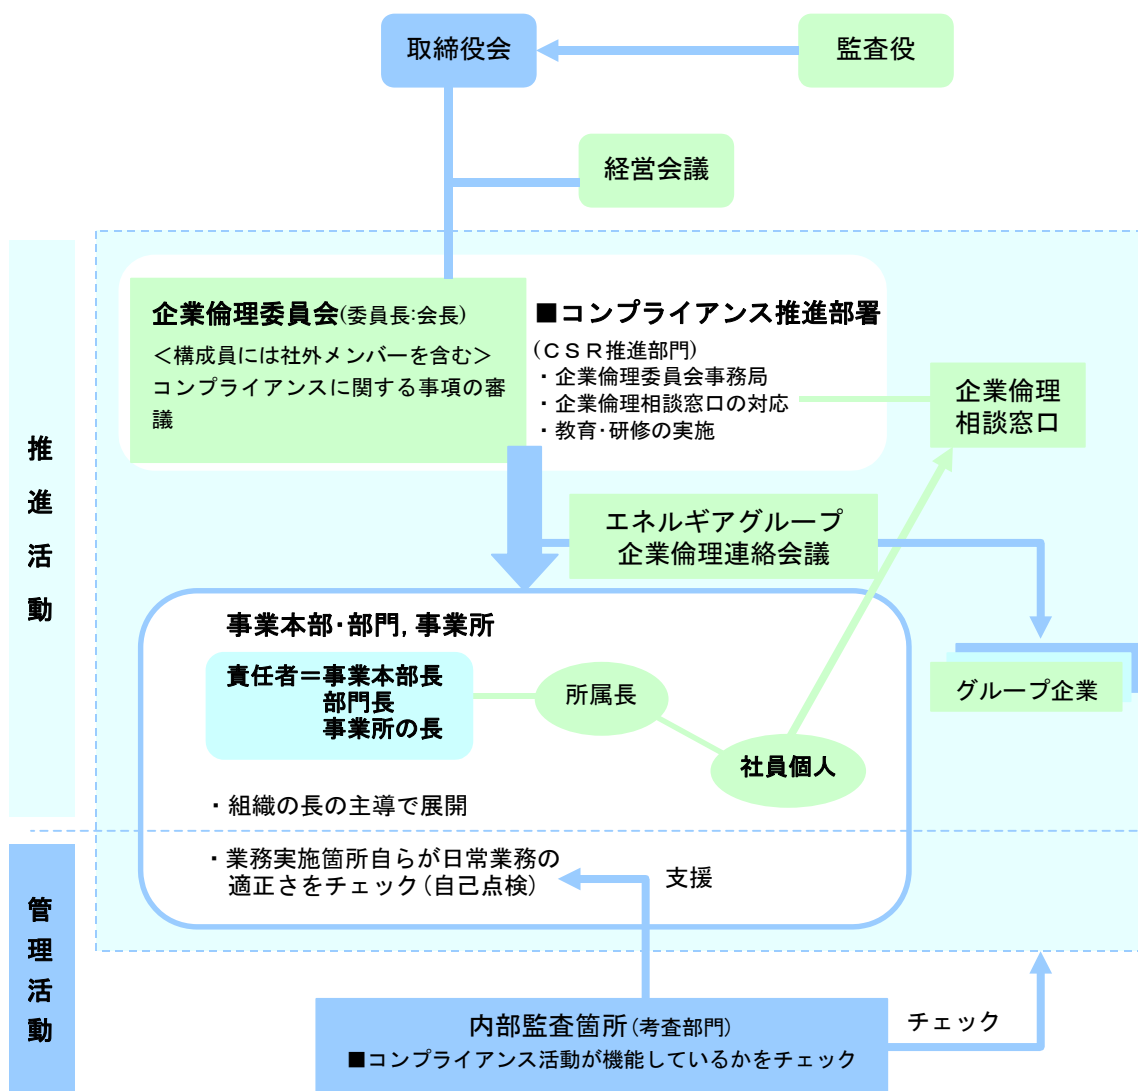 取締役会
監査役
経営会議
推進活動
企業倫理委員会(委員長:会長)
＜構成員には社外メンバーを含む＞
コンプライアンスに関する事項の審
議
■コンプライアンス推進部署
(ＣＳＲ推進部門)
・企業倫理委員会事務局
・企業倫理相談窓口の対応
・教育･研修の実施
企業倫理
相談窓口
エネルギアグループ
企業倫理連絡会議
事業本部･部門，事業所
責任者＝事業本部長
部門長
事業所の長
所属長
社員個人
グループ企業
・組織の長の主導で展開
管理活動
・業務実施箇所自らが日常業務の
適正さをチェック(自己点検)
支援
内部監査箇所(考査部門)
■コンプライアンス活動が機能しているかをチェック
チェック